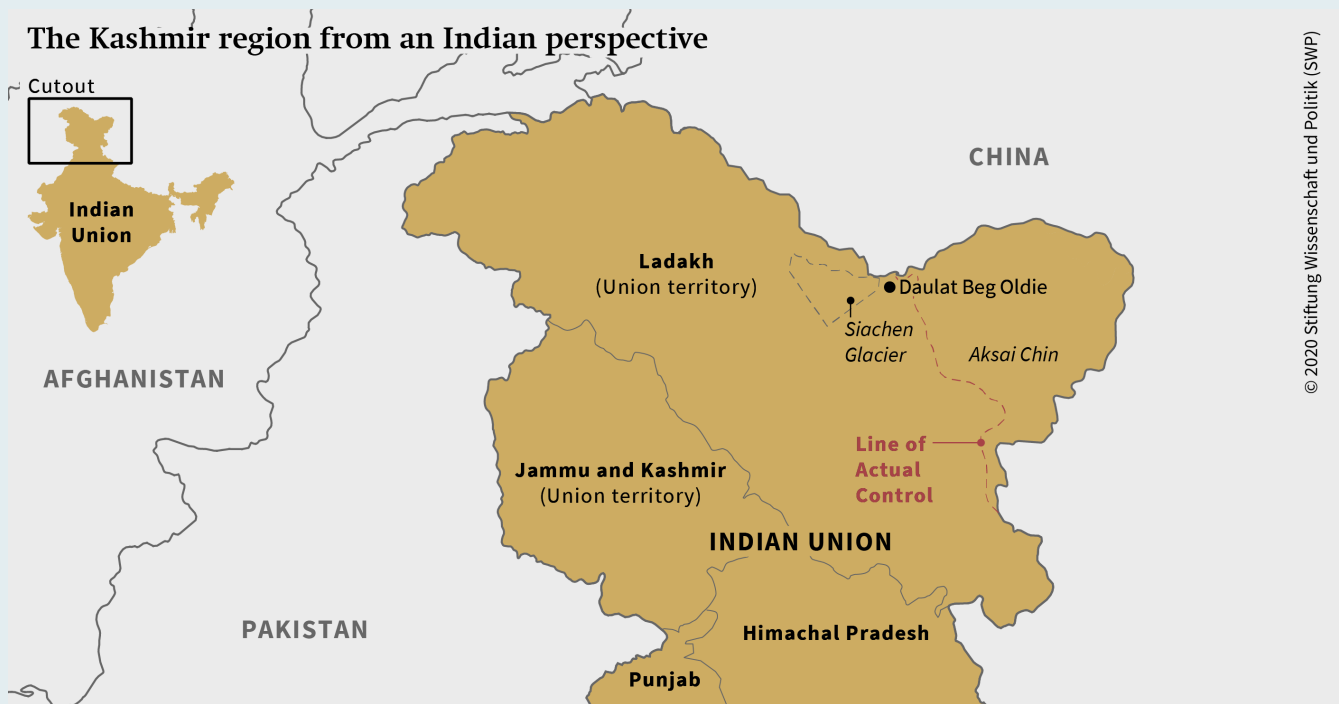 The Kashmir region from an Indian perspective
Cutout
Indian
Union
CHINA
© 2020 Stiftung Wissenschaft und Politik (SWP)
Ladakh
(Union territory)
Daulat Beg Oldie
Siachen
Glacier
Aksai Chin
AFGHANISTAN
Line of
Actual
Control
Jammu and Kashmir
(Union territory)
INDIAN UNION
PAKISTAN
Himachal Pradesh
Punjab